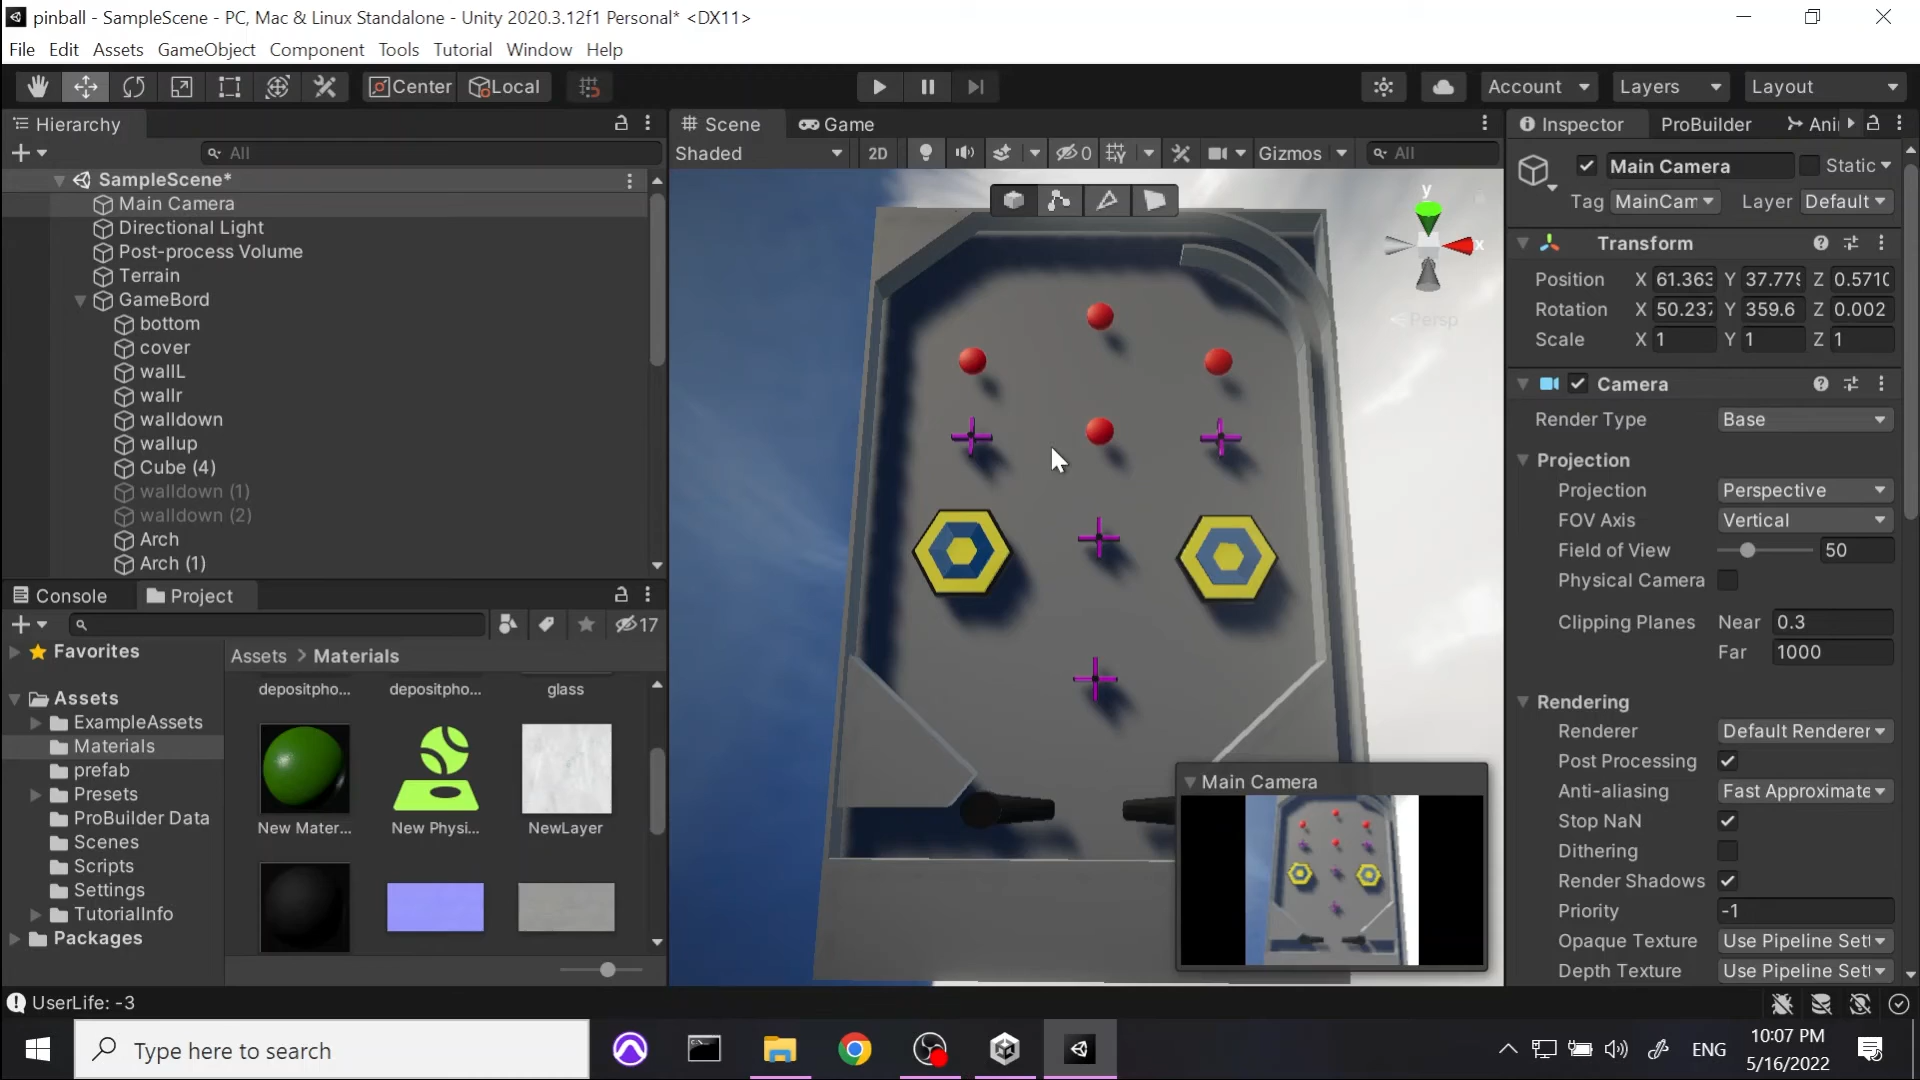 pinball - SampleScene - PC, Mac & Linux Standalone - Unity 2020.3.12f1 Personal* <DX11>
File Edit Assets GameObject Component Tools Tutorial Window Help
Center Local Account Layers Layout
Hierarchy
All
SampleScene*
Main Camera
Directional Light
Post-process Volume
Terrain
GameBord
bottom
cover
wallL
wallr
walldown
wallup
Cube (4)
walldown (1)
walldown (2)
Arch
Arch (1)
Console Project
17
Favorites
Assets
ExampleAssets
Materials
prefab
Presets
ProBuilder Data
Scenes
Scripts
Settings
TutorialInfo
Packages
Assets > Materials
depositpho... depositpho... glass
New Mater... New Physi... NewLayer
Scene Game
Shaded 2D 0 Gizmos All
y
x
Persp
Main Camera
Inspector ProBuilder Ani
Main Camera Static
Tag MainCam Layer Default
Transform
Position X 61.363 Y 37.779 Z 0.5710
Rotation X 50.237 Y 359.6 Z 0.002
Scale X 1 Y 1 Z 1
Camera
Render Type Base
Projection
Projection Perspective
FOV Axis Vertical
Field of View 50
Physical Camera
Clipping Planes Near 0.3
Far 1000
Rendering
Renderer Default Renderer
Post Processing
Anti-aliasing Fast Approximate
Stop NaN
Dithering
Render Shadows
Priority -1
Opaque Texture Use Pipeline Sett
Depth Texture Use Pipeline Sett
UserLife: -3
Type here to search
ENG
10:07 PM
5/16/2022